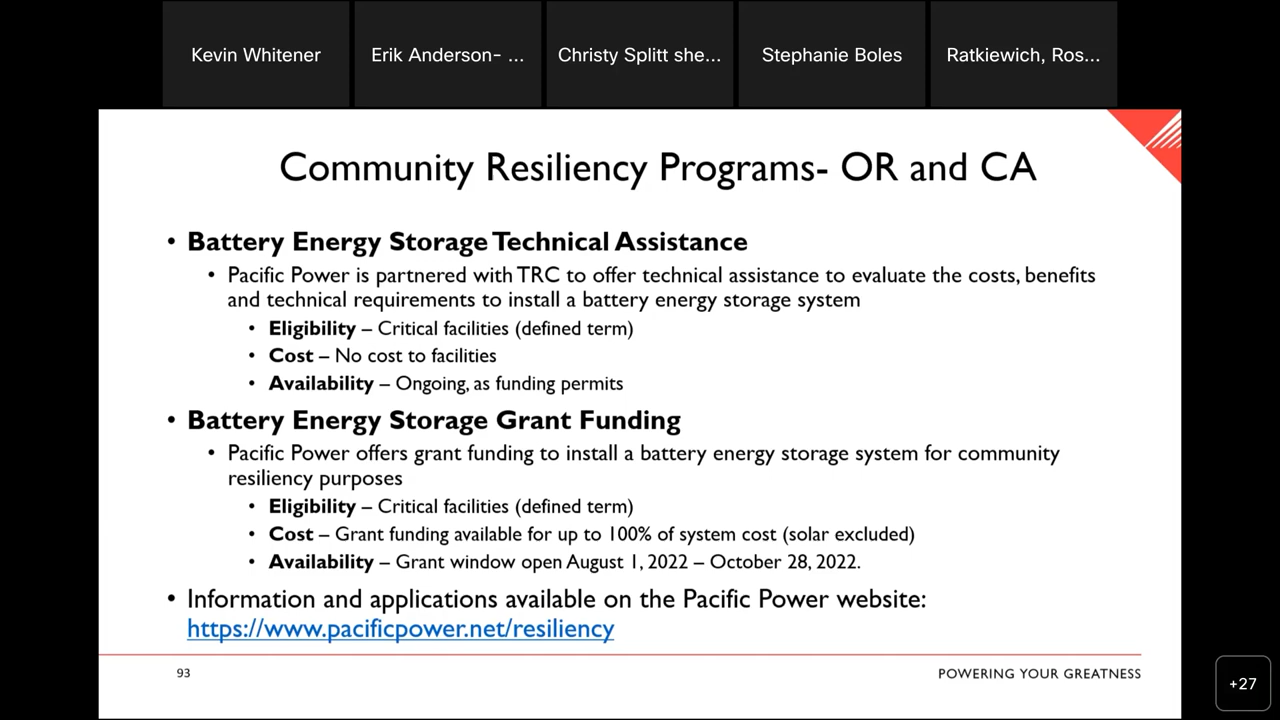 Kevin Whitener
Erik Anderson- ...
Christy Splitt she...
Stephanie Boles
Ratkiewich, Ros...
Community Resiliency Programs- OR and CA
• Battery Energy Storage Technical Assistance
• Pacific Power is partnered with TRC to offer technical assistance to evaluate the costs, benefits
and technical requirements to install a battery energy storage system
• Eligibility – Critical facilities (defined term)
• Cost – No cost to facilities
• Availability – Ongoing, as funding permits
• Battery Energy Storage Grant Funding
• Pacific Power offers grant funding to install a battery energy storage system for community
resiliency purposes
• Eligibility – Critical facilities (defined term)
• Cost – Grant funding available for up to 100% of system cost (solar excluded)
• Availability – Grant window open August 1, 2022 – October 28, 2022.
• Information and applications available on the Pacific Power website:
https://www.pacificpower.net/resiliency
93
POWERING YOUR GREATNESS
+27